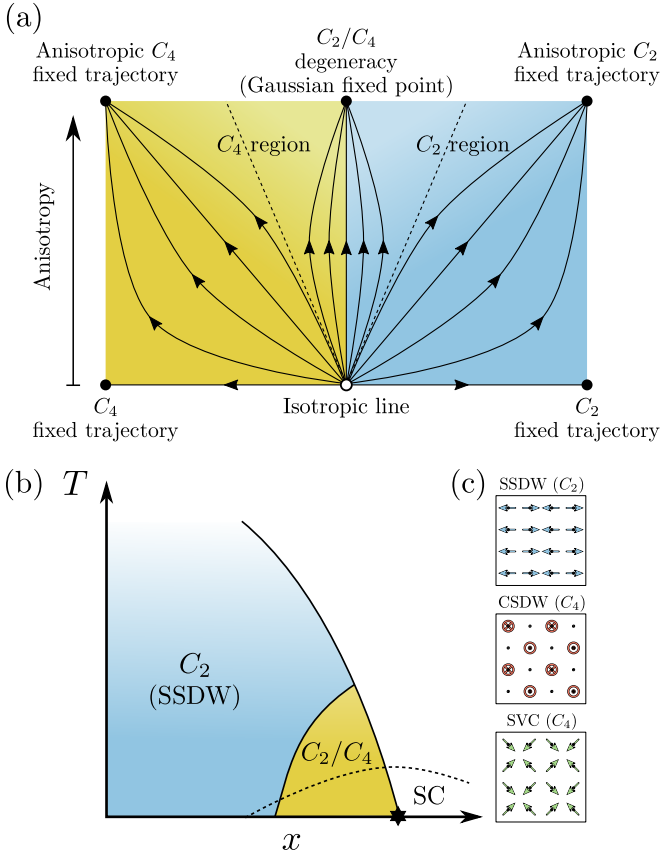 (a)
Anisotropic C₄
fixed trajectory
C₂/C₄
degeneracy
(Gaussian fixed point)
Anisotropic C₂
fixed trajectory
C₄ region
C₂ region
Anisotropy
C₄
fixed trajectory
Isotropic line
C₂
fixed trajectory
(b)
T
C₂
(SSDW)
C₂/C₄
SC
x
(c)
SSDW (C₂)
CSDW (C₄)
SVC (C₄)